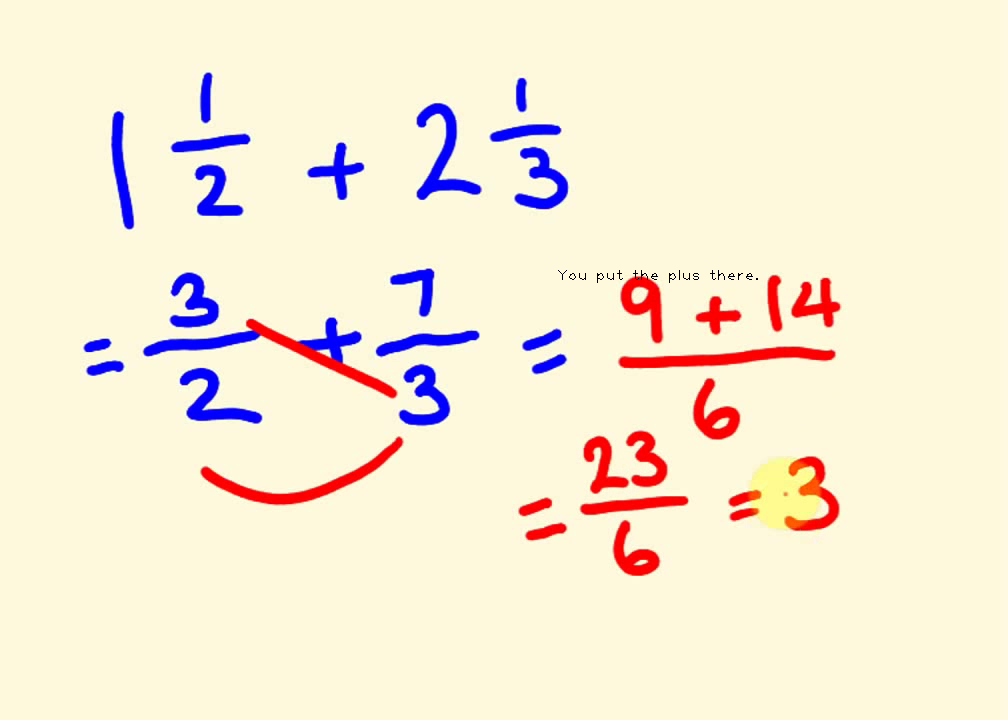 1 1/2 + 2 1/3
You put the plus there.
= 3/2 + 7/3 = 9 + 14/6
= 23/6 = 3